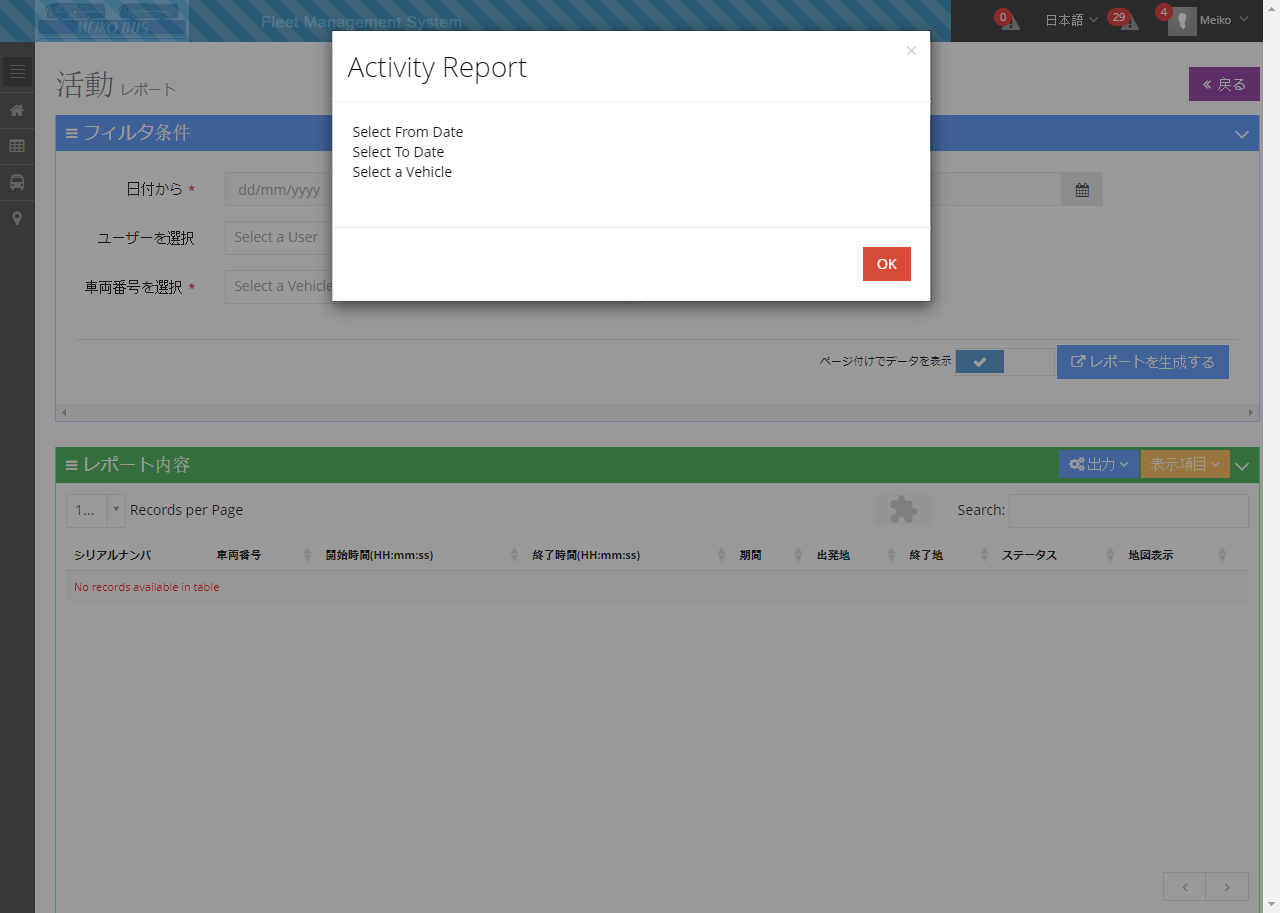 MEIKO BUS
Fleet Management System
0
日本語
29
4
Meiko
Activity Report
×
Select From Date
Select To Date
Select a Vehicle
OK
活動 レポート
戻る
フィルタ条件
日付から *
dd/mm/yyyy
ユーザーを選択
Select a User
車両番号を選択 *
Select a Vehicle
ページ付けでデータを表示
レポートを生成する
レポート内容
出力
表示項目
1...
Records per Page
Search:
シリアルナンバ 車両番号 開始時間(HH:mm:ss) 終了時間(HH:mm:ss) 期間 出発地 終了地 ステータス 地図表示
No records available in table